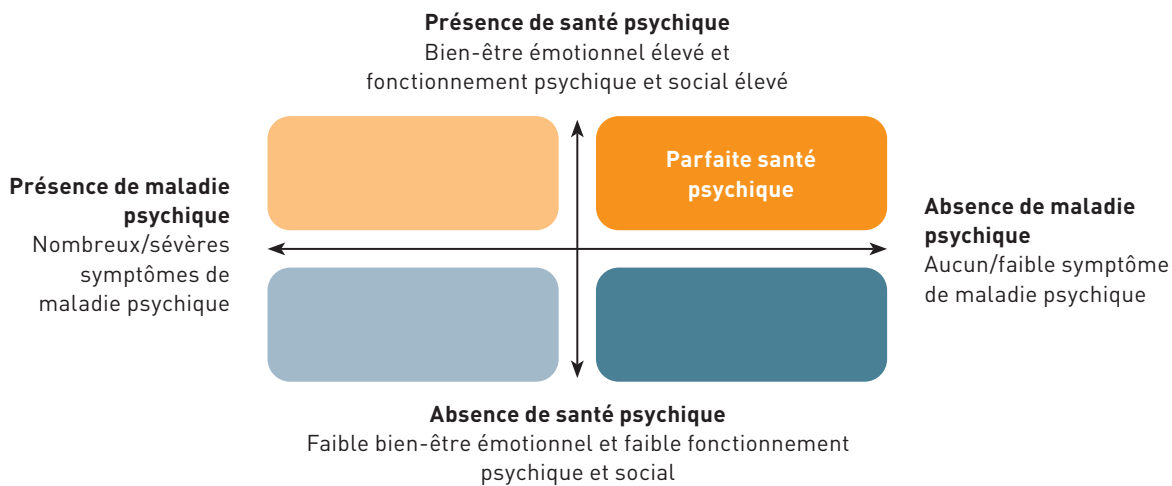 Présence de santé psychique
Bien-être émotionnel élevé et
fonctionnement psychique et social élevé
Parfaite santé
psychique
Présence de maladie
psychique
Nombreux/sévères
symptômes de
maladie psychique
Absence de maladie
psychique
Aucun/faible symptôme
de maladie psychique
Absence de santé psychique
Faible bien-être émotionnel et faible fonctionnement
psychique et social